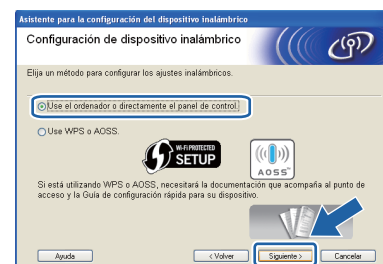 Asistente para la configuración del dispositivo inalámbrico
Configuración de dispositivo inalámbrico
Elija un método para configurar los ajustes inalámbricos.
Use el ordenador o directamente el panel de control.
Use WPS o AOSS.
Wi-Fi PROTECTED
SETUP
AOSS
Si está utilizando WPS o AOSS, necesitará la documentación que acompaña al punto de
acceso y la Guía de configuración rápida para su dispositivo.
Ayuda
< Volver
Siguiente >
Cancelar